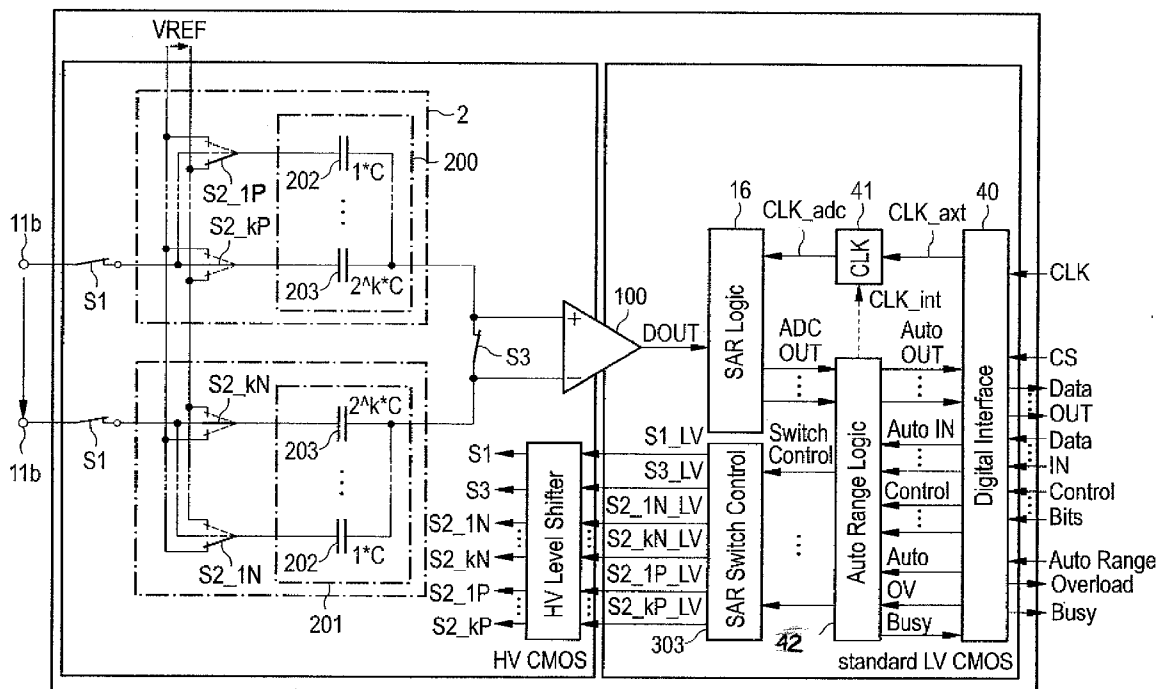 VREF
2
200
202
1*C
S2_1P
S2_kP
203
2^k*C
11b
S1
S3
100
DOUT
16
SAR Logic
CLK_adc
41
CLK
CLK_axt
40
CLK_int
ADC
OUT
Auto
OUT
Digital Interface
CLK
CS
Data
OUT
Data
IN
Control
Bits
Auto Range
Overload
Busy
S2_kN
2^k*C
203
11b
S1
S2_1N
202
1*C
201
S1
S3
S2_1N
S2_kN
S2_1P
S2_kP
HV Level Shifter
S1_LV
S3_LV
S2_1N_LV
S2_kN_LV
S2_1P_LV
S2_kP_LV
303
SAR Switch Control
Switch
Control
Auto Range Logic
42
Auto IN
Control
Auto
OV
Busy
HV CMOS
standard LV CMOS